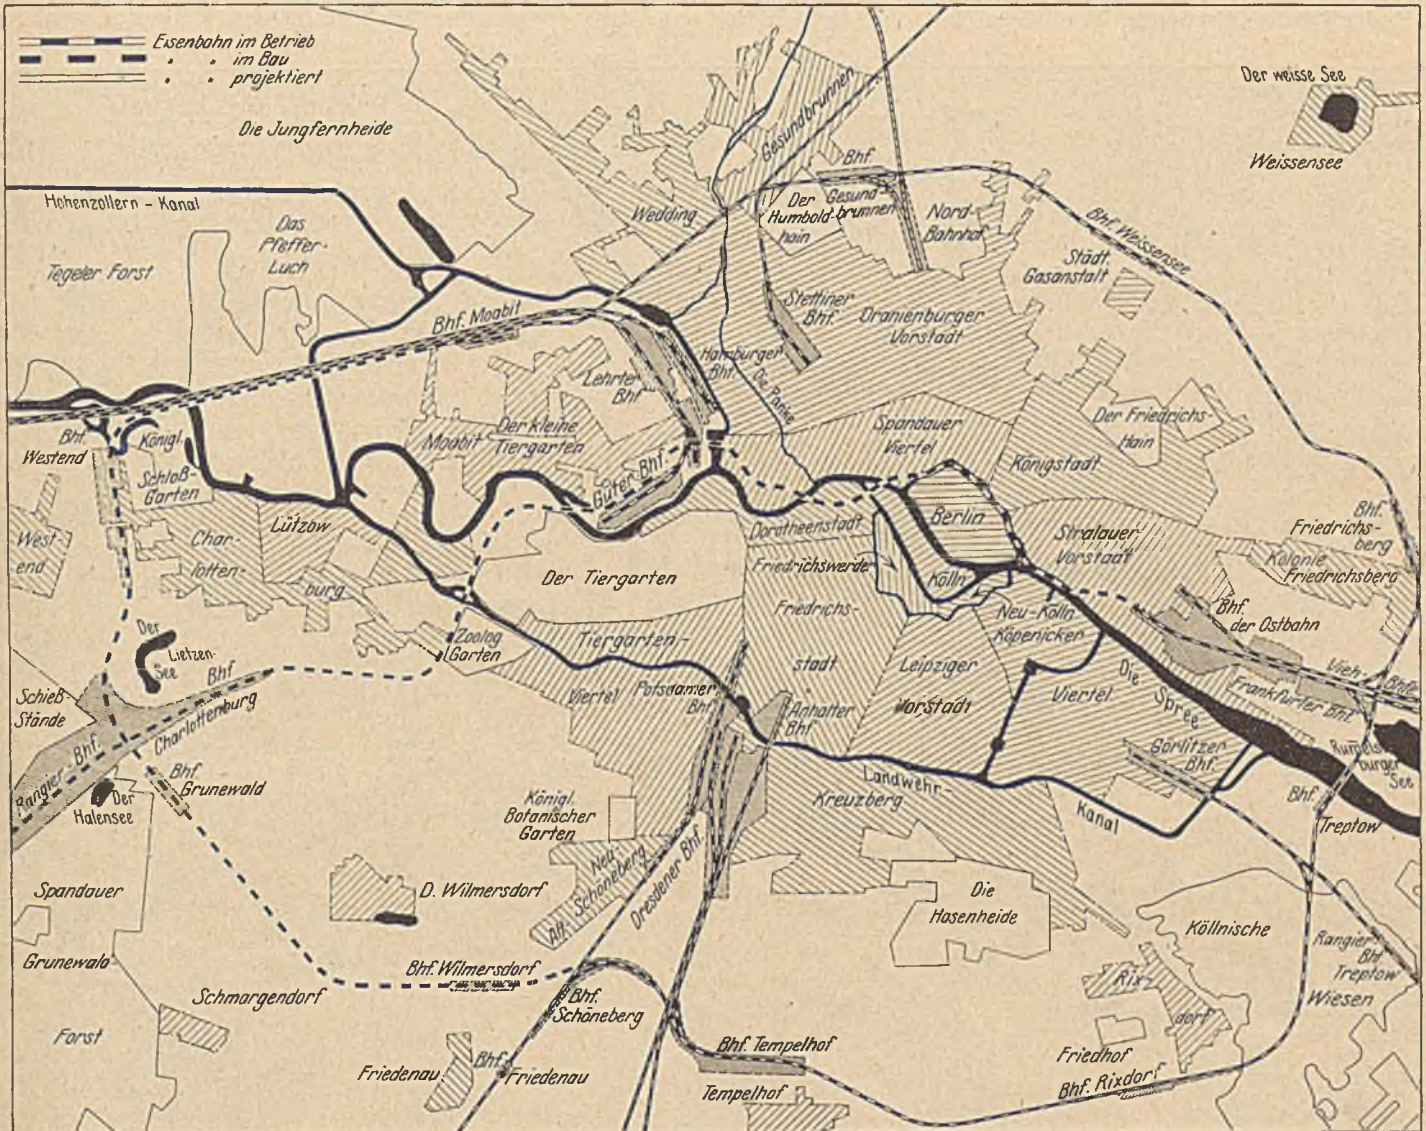 Eisenbahn im Betrieb
" " im Bau
" " projektiert
Der weisse See
Weissensee
Die Jungfernheide
Gesundbrunnen
Bhf.
Gesund-
brunnen
Der
Humbold-
hain
Wedding
Nord-
Bahnhof
Bhf. Weissensee
Städt.
Gasanstalt
Hohenzollern - Kanal
Das
Pfeffer-
Luch
Tegeler Forst
Bhf. Moabit
Stettiner
Bhf.
Oranienburger
Vorstadt
Hamburger
Bhf.
Die Panke
Lehrter
Bhf
Der kleine
Tiergarten
Moabit
Spandauer
Viertel
Der Friedrichs-
Hain
Königstadt
Bhf.
Westend
Königl.
Schloß-
Garten
West-
end
Char-
lotten-
burg
Lützow
Güter-Bhf.
Dorotheenstadt
Berlin
Stralauer
Vorstadt
Bhf.
Friedrichs-
berg
Kolonie
Friedrichsberg
Der Tiergarten
Friedrichswerder
Kölln
Friedrichs-
stadt
Neu-Kölln
Köpenicker
Viertel
Bhf.
der Ostbahn
Vieh-Bhf.
Frankfurter Bhf
Der
Lietzen-
See
Zoolog
Garten
Tiergarten-
Viertel
Leipziger
Vorstadt
Die Spree
Schieß-
Stände
Bhf
Charlottenburg
Potsdamer
Bhf.
Anhalter
Bhf
Görlitzer
Bhf.
Rummels
burger
See
Rangier-Bhf.
Bhf.
Grunewald
Der
Halensee
Landwehr-
Kanal
Kreuzberg
Bhf.
Treptow
Königl.
Botanischer
Garten
Neu-
Schöneberg
Alt-
Dresdener Bhf.
Spandauer
Grunewald
Forst
D. Wilmersdorf
Die
Hasenheide
Köllnische
Wiesen
Rangier-
Bhf
Treptow
Bhf. Wilmersdorf
Schmargendorf
Bhf.
Schöneberg
Rix
dorf
Friedenau
Bhf.
Friedenau
Bhf. Tempelhof
Tempelhof
Friedhof
Bhf. Rixdorf